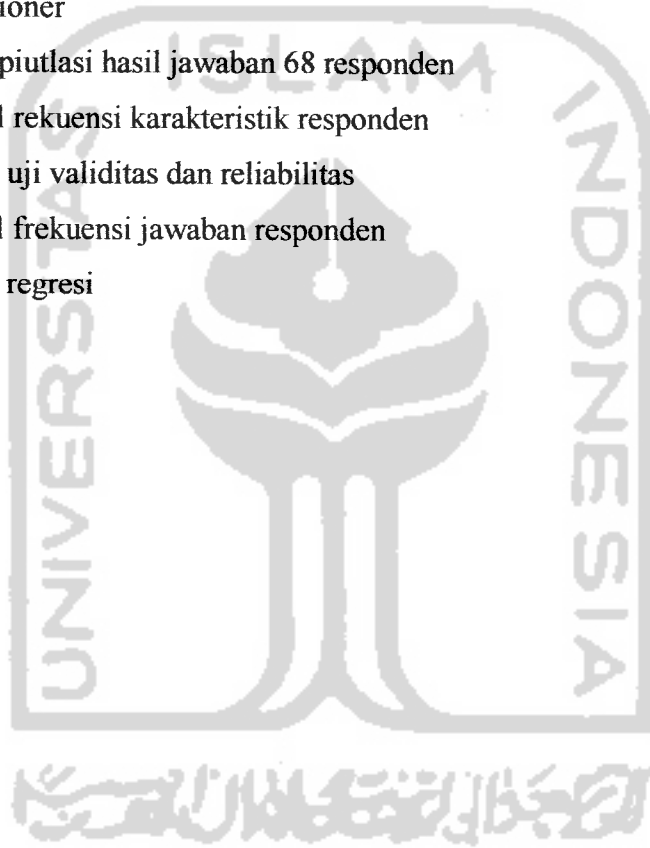 ioner
piutlasi hasil jawaban 68 responden
l rekuensi karakteristik responden
uji validitas dan reliabilitas
l frekuensi jawaban responden
regresi
UNIVERSITAS
ISLAM
INDONESIA